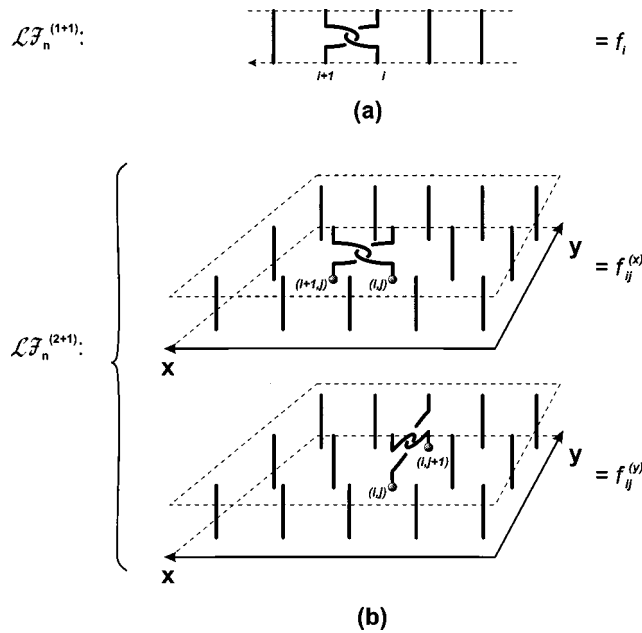 ℒℱₙ⁽¹⁺¹⁾: = fᵢ
i+1 i
(a)
y
(i+1,j) (i,j) = fᵢⱼ⁽ˣ⁾
ℒℱₙ⁽²⁺¹⁾:
x
y
(i,j+1)
(i,j) = fᵢⱼ⁽ʸ⁾
x
(b)